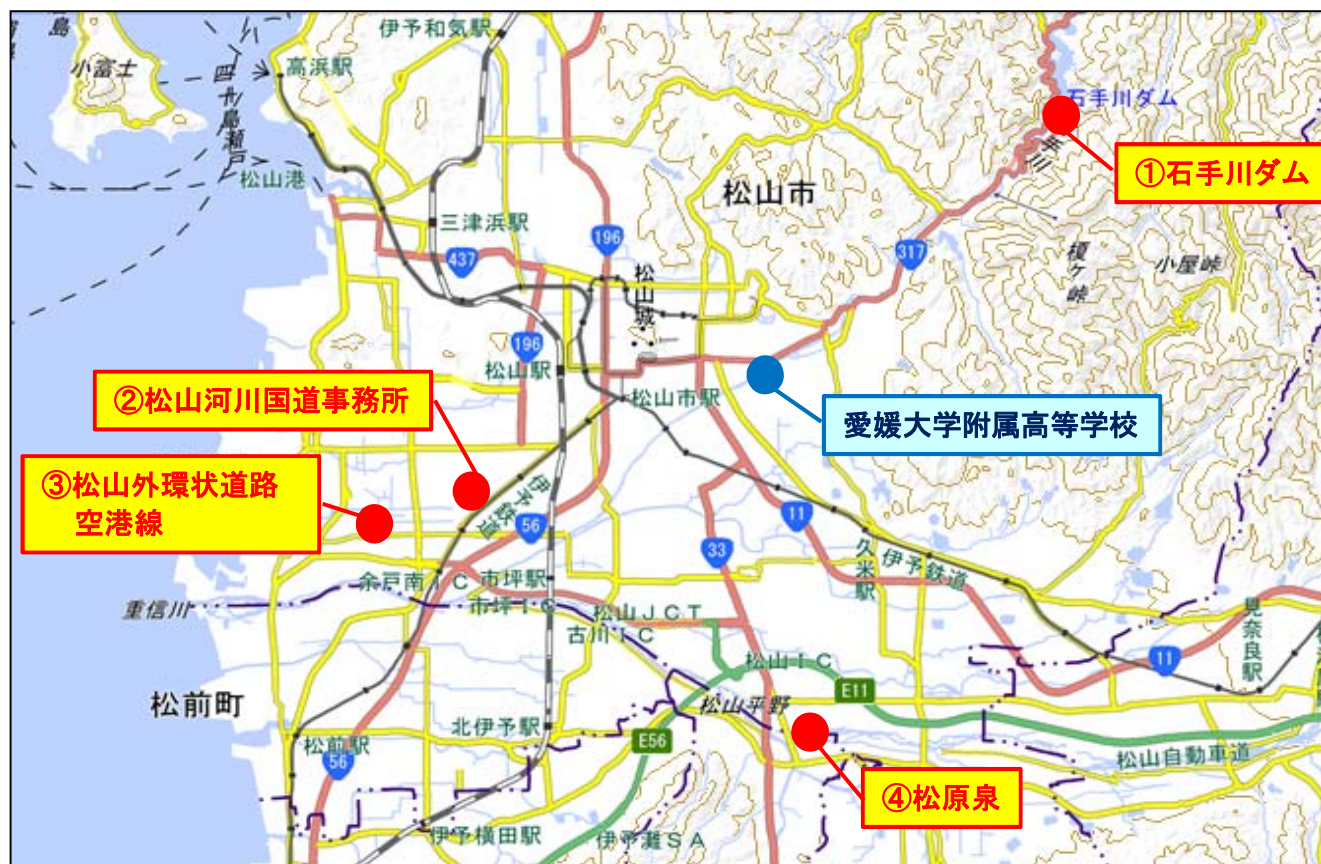 伊予和気駅
小富士
高浜駅
四十島瀬戸
石手川ダム
①石手川ダム
手川
松山港
松山市
三津浜駅
196
437
317
榎ヶ峠
小屋峠
松山城
196
松山駅
②松山河川国道事務所
松山市駅
愛媛大学附属高等学校
③松山外環状道路
空港線
伊予鉄道
56
11
33
久米駅
伊予鉄道
余戸南IC
市坪駅
重信川
市坪IC
松山JCT
古川IC
見奈良駅
松山IC
11
E11
松前町
松山平野
北伊予駅
E56
松前駅
56
松山自動車道
④松原泉
伊予横田駅
伊予灘SA